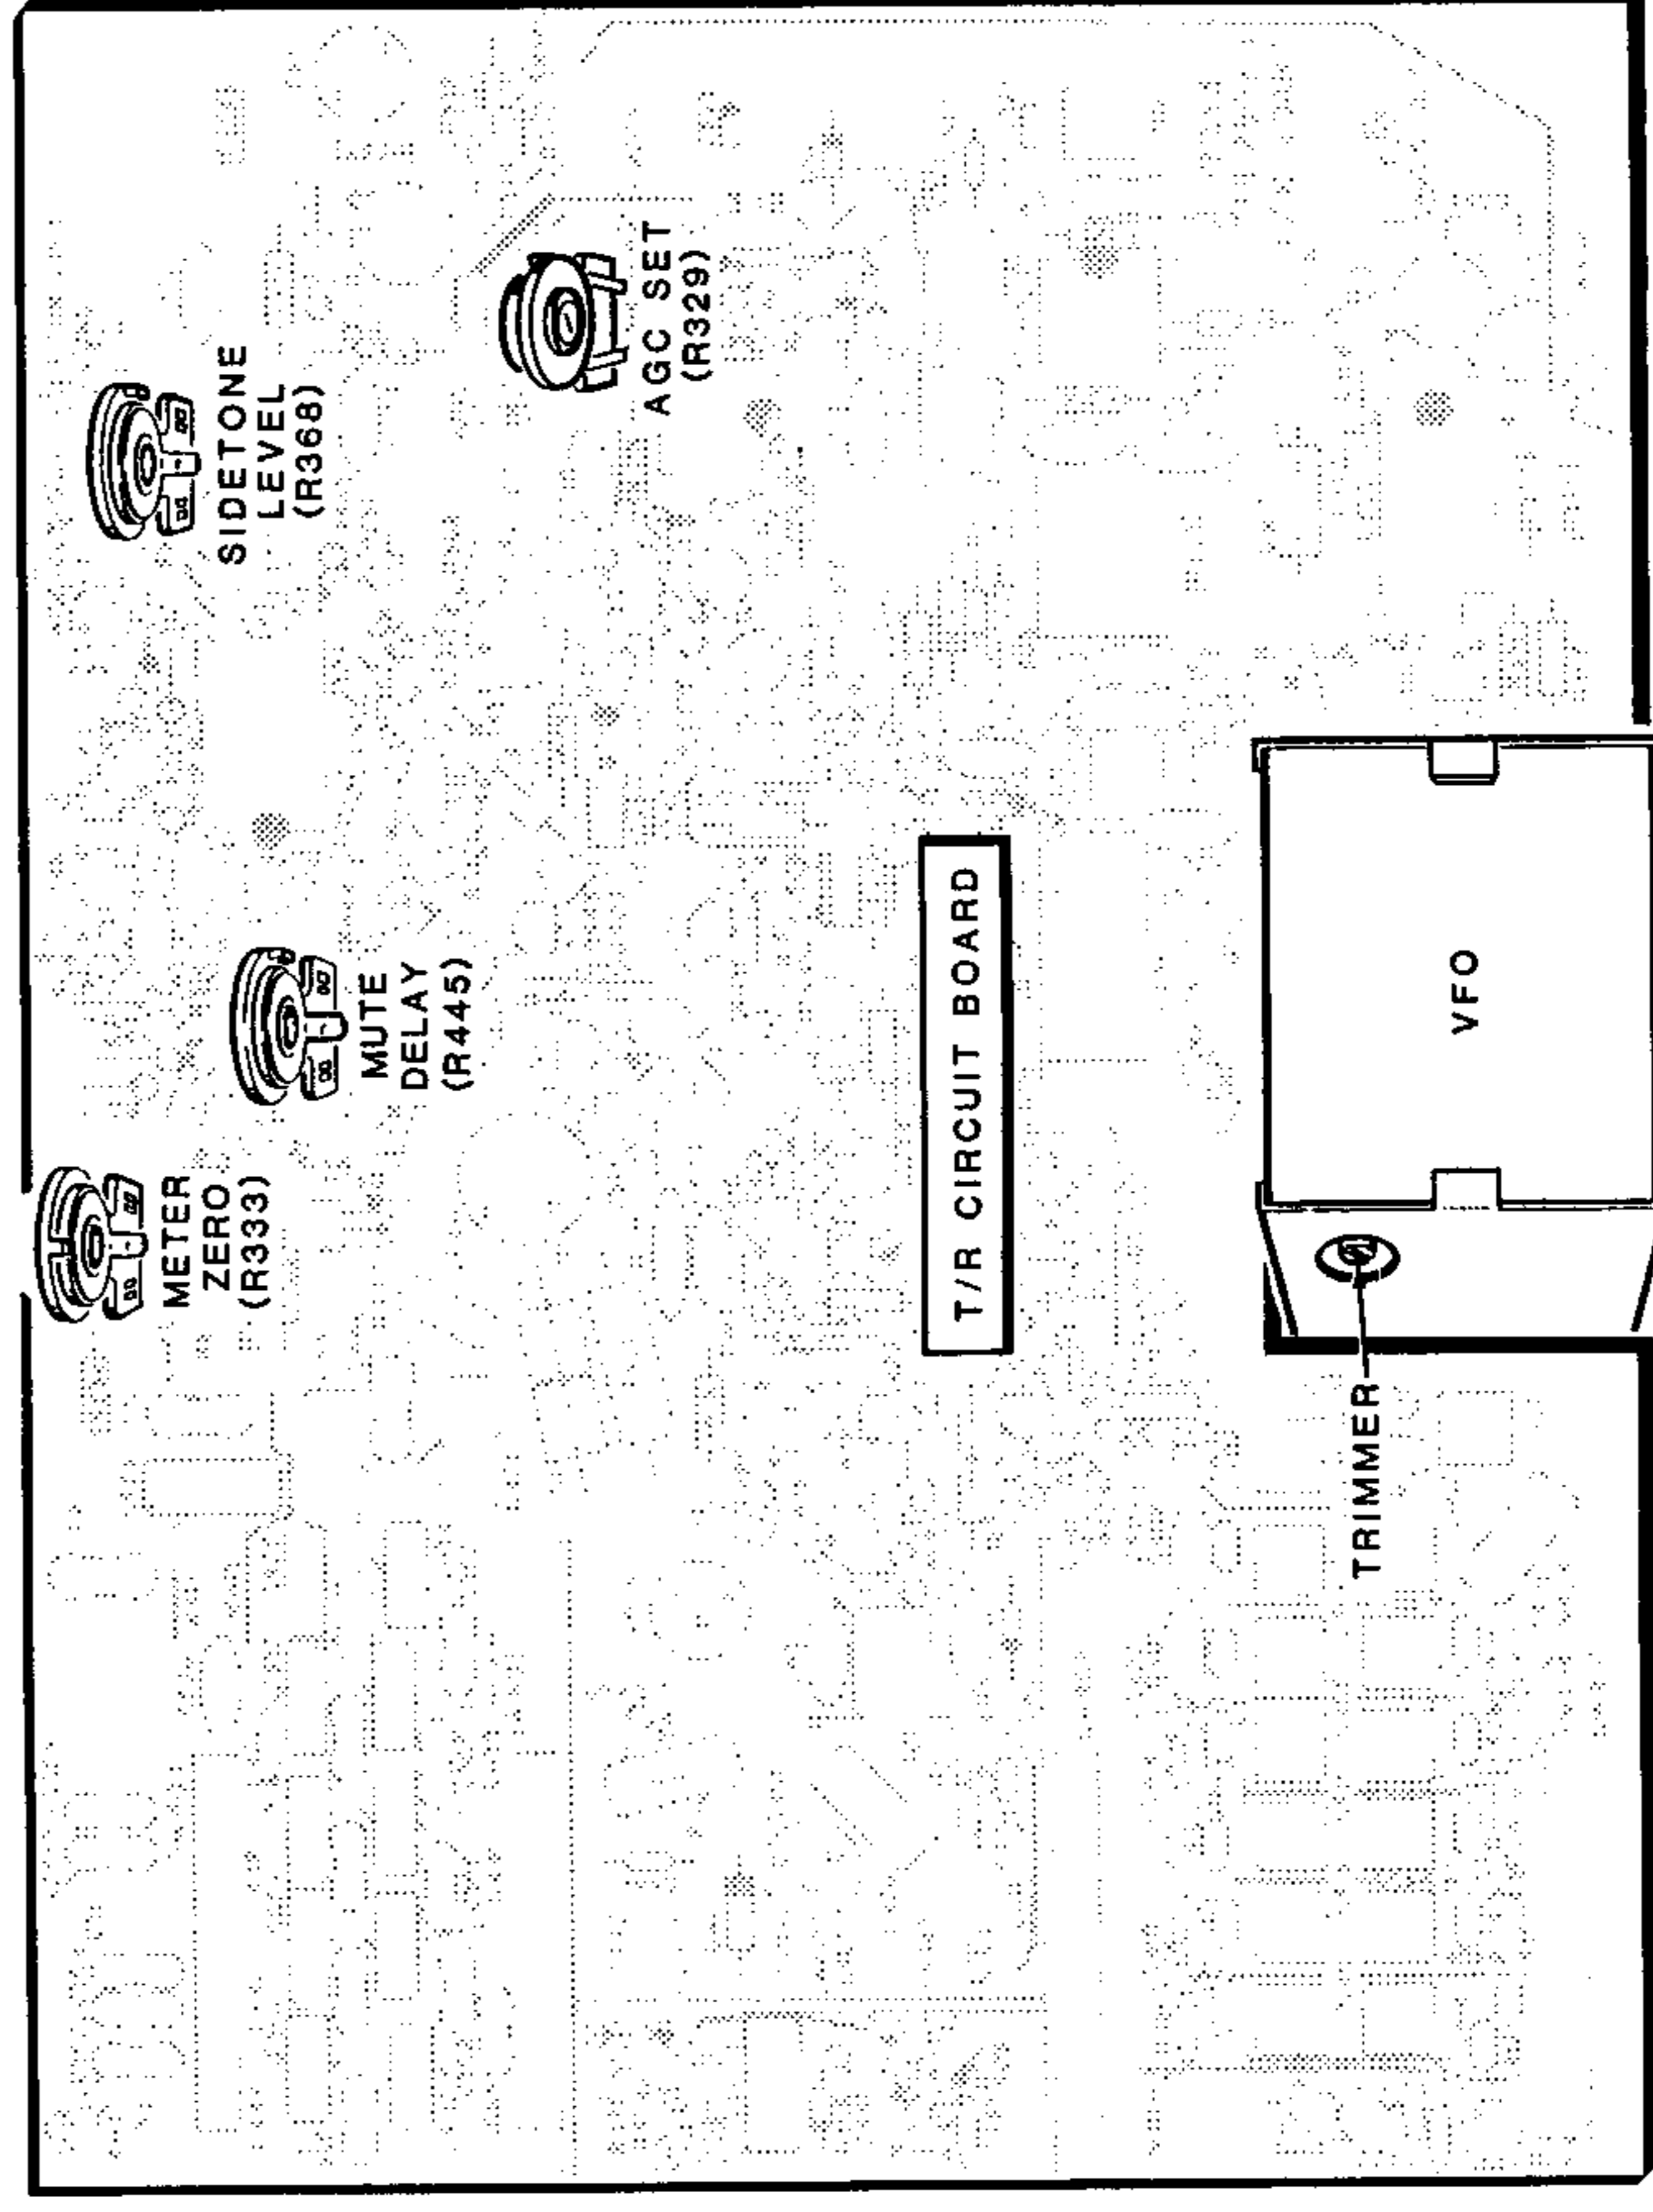 METER
ZERO
(R333)
MUTE
DELAY
(R445)
SIDETONE
LEVEL
(R368)
AGC SET
(R329)
T/R CIRCUIT BOARD
VFO
TRIMMER